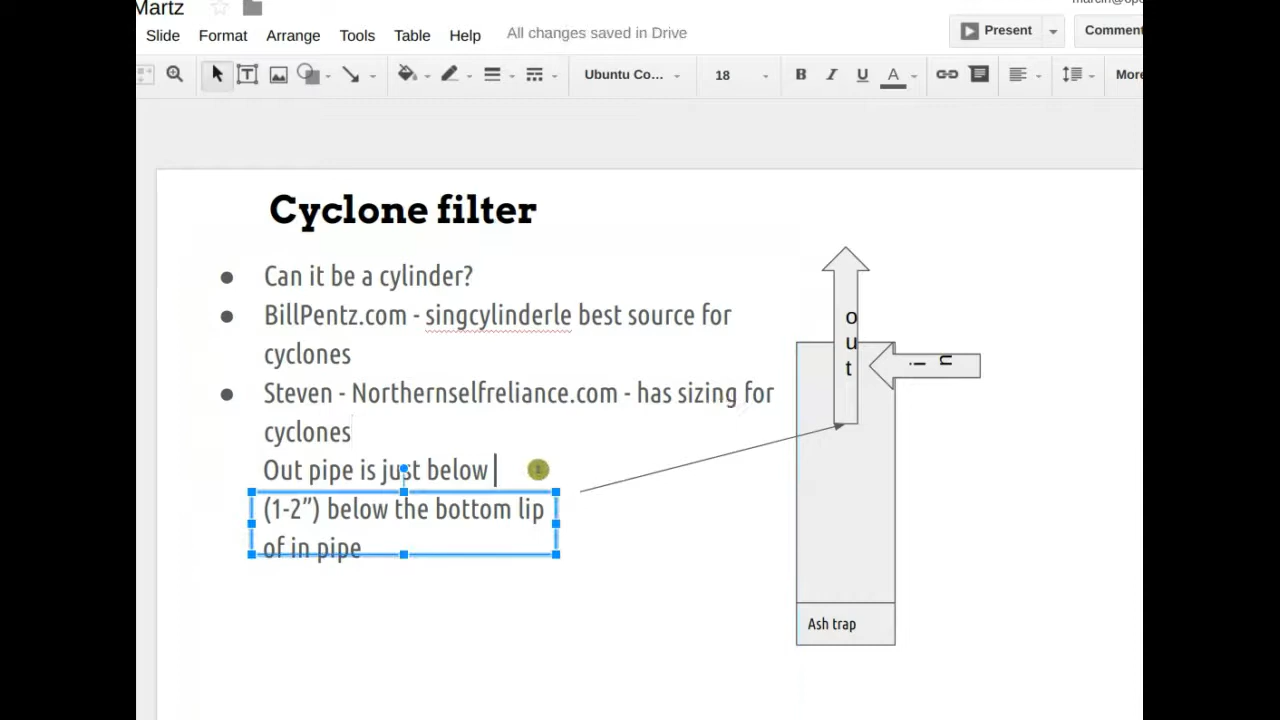 Martz
Slide Format Arrange Tools Table Help All changes saved in Drive
Present Comment
Ubuntu Co... 18 B I U A More
Cyclone filter
● Can it be a cylinder?
● BillPentz.com - singcylinderle best source for
cyclones
● Steven - Northernselfreliance.com - has sizing for
cyclones
Out pipe is just below
(1-2”) below the bottom lip
of in pipe
out
in
Ash trap